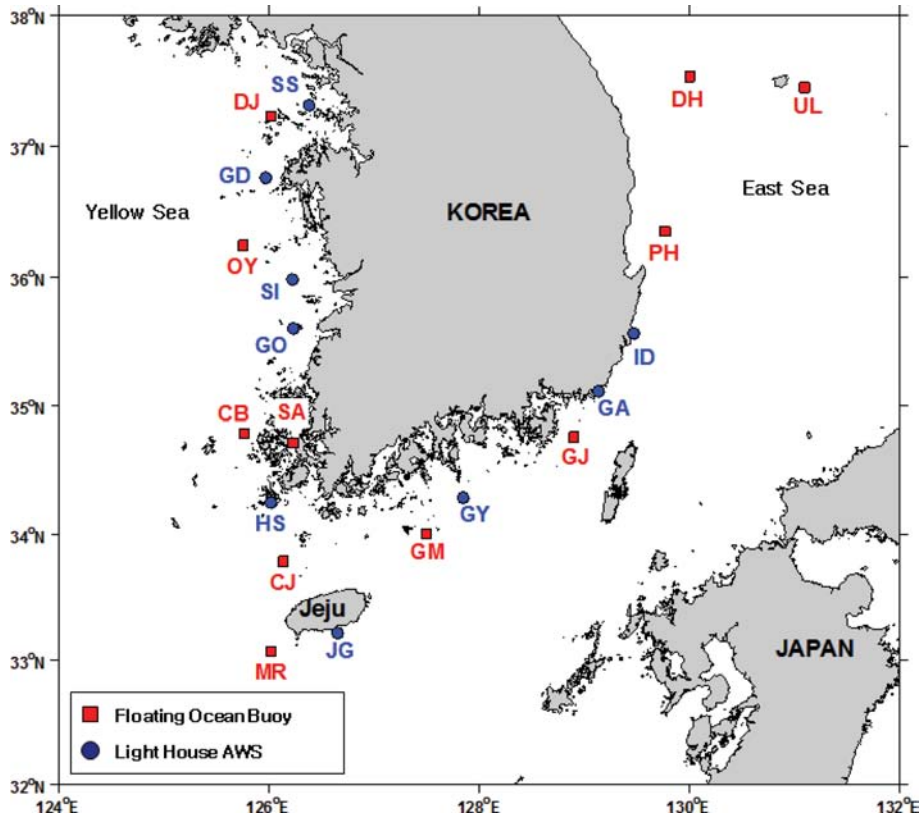 38°N
SS
DJ
DH
UL
37°N
GD
East Sea
Yellow Sea
KOREA
OY
PH
36°N
SI
GO
ID
35°N
CB
SA
GA
GJ
HS
GY
34°N
GM
CJ
Jeju
33°N
JG
MR
JAPAN
Floating Ocean Buoy
Light House AWS
32°N
124°E
126°E
128°E
130°E
132°E